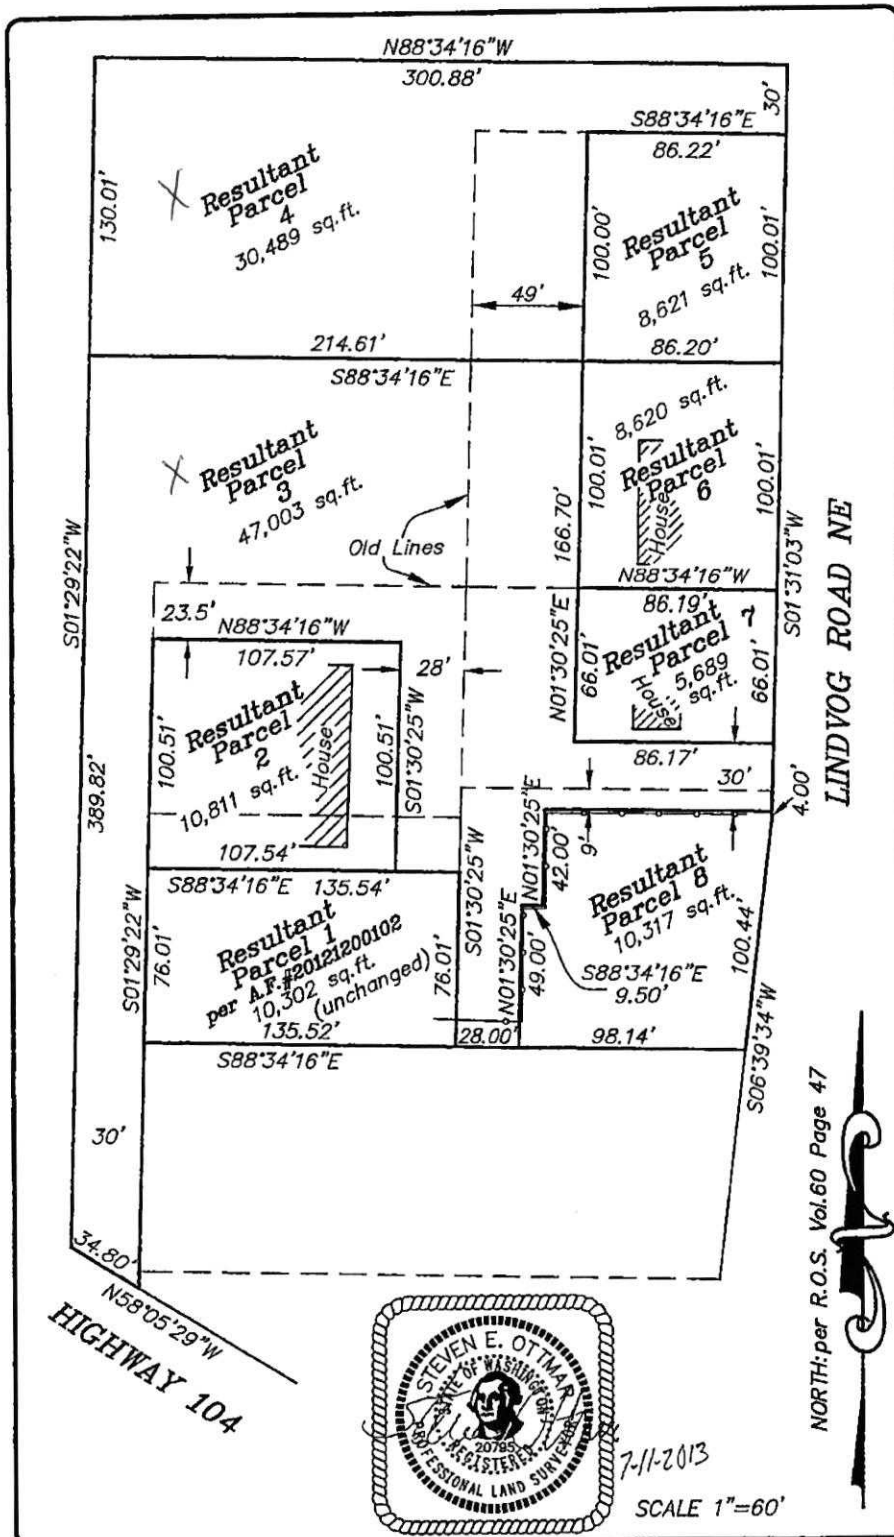 N88°34'16"W
300.88'
30'
S88°34'16"E
86.22'
130.01'
X Resultant
Parcel
4
30,489 sq.ft.
Resultant
Parcel
5
8,621 sq.ft.
100.00'
100.01'
49'
214.61'
86.20'
S88°34'16"E
8,620 sq.ft.
X Resultant
Parcel
3
47,003 sq.ft.
Resultant
Parcel
6
House
100.01'
100.01'
166.70'
Old Lines
S01°29'22"W
S01°31'03"W
LINDVOG ROAD NE
N88°34'16"W
86.19'
23.5'
N88°34'16"W
107.57'
28'
N01°30'25"E
66.01'
Resultant
Parcel 7
5,689
sq.ft.
House
66.01'
100.51'
Resultant
Parcel
2
10,811 sq.ft.
House
100.51'
S01°30'25"W
86.17'
30'
4.00'
389.82'
107.54'
S88°34'16"E
135.54'
S01°30'25"W
N01°30'25"E
42.00'
9'
Resultant
Parcel 8
10,317 sq.ft.
100.44'
S01°29'22"W
76.01'
Resultant
Parcel 1
per A.F.#20121200102
10,302 sq.ft.
(unchanged)
76.01'
N01°30'25"E
49.00'
S88°34'16"E
9.50'
135.52'
28.00'
98.14'
S88°34'16"E
S06°39'34"W
30'
34.80'
N58°05'29"W
HIGHWAY 104
NORTH:per R.O.S. Vol.60 Page 47
STEVEN E. OTTMAR
STATE OF WASHINGTON
20795
REGISTERED
PROFESSIONAL LAND SURVEYOR
7-11-2013
SCALE 1"=60'